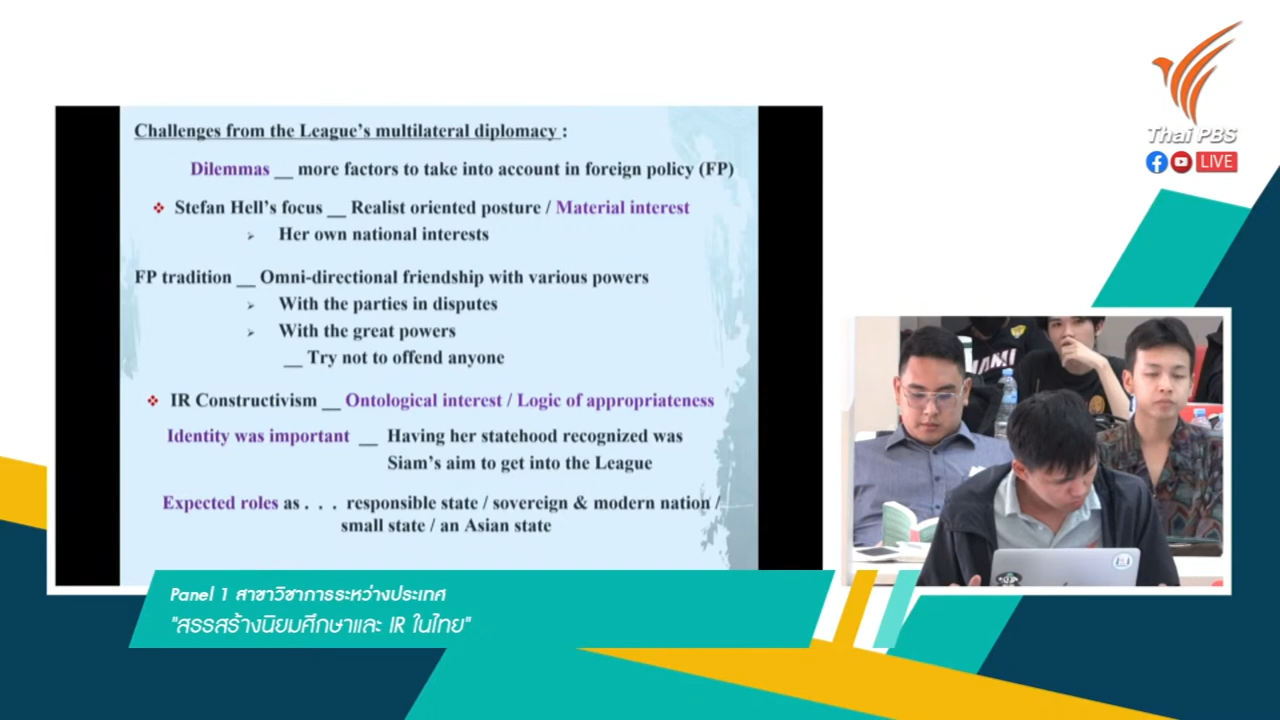 Thai PBS
LIVE
Challenges from the League's multilateral diplomacy :
Dilemmas __ more factors to take into account in foreign policy (FP)
Stefan Hell's focus __ Realist oriented posture / Material interest
Her own national interests
FP tradition __ Omni-directional friendship with various powers
With the parties in disputes
With the great powers
__ Try not to offend anyone
IR Constructivism __ Ontological interest / Logic of appropriateness
Identity was important __ Having her statehood recognized was
Siam's aim to get into the League
Expected roles as . . . responsible state / sovereign & modern nation /
small state / an Asian state
Panel 1 สาขาวิชาการระหว่างประเทศ
"สรรสร้างนิยมศึกษาและ IR ในไทย"